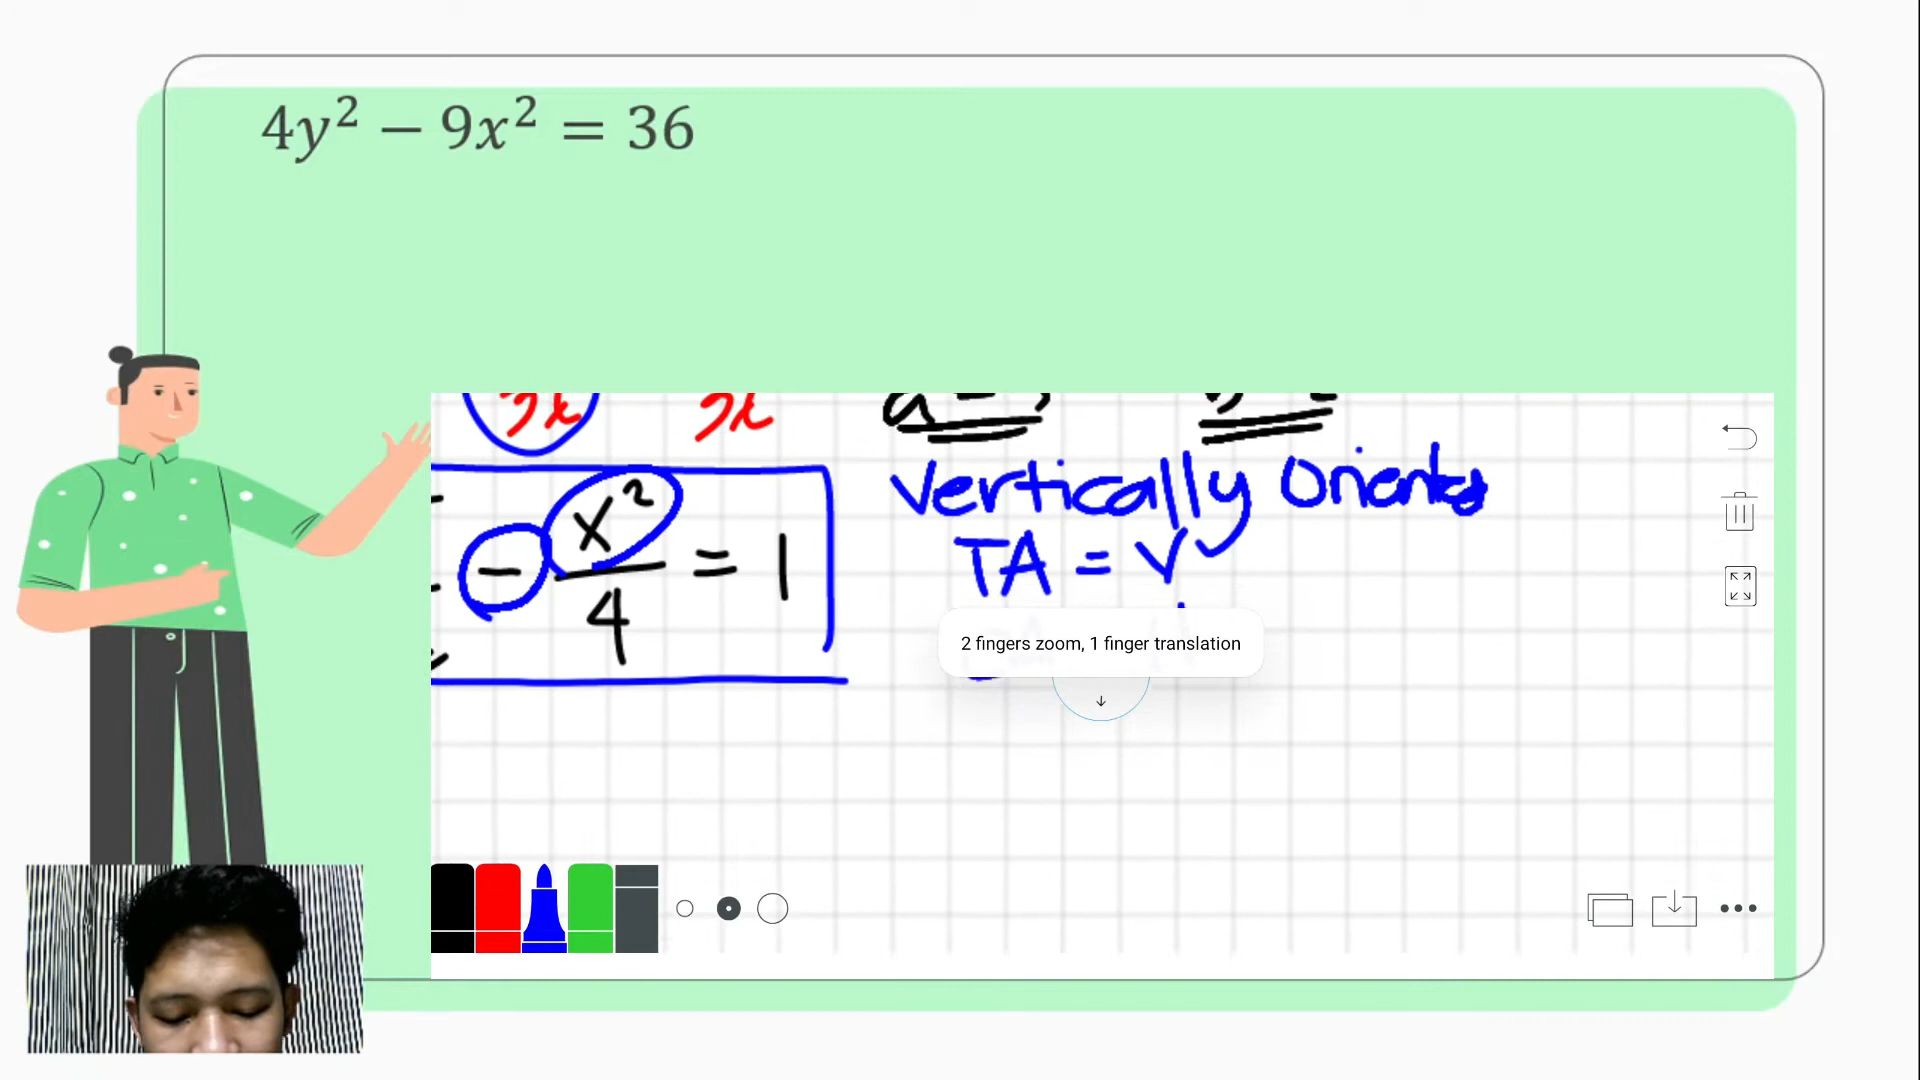 4y² − 9x² = 36
Vertically Oriented
− x²/4 = 1
TA = V
2 fingers zoom, 1 finger translation